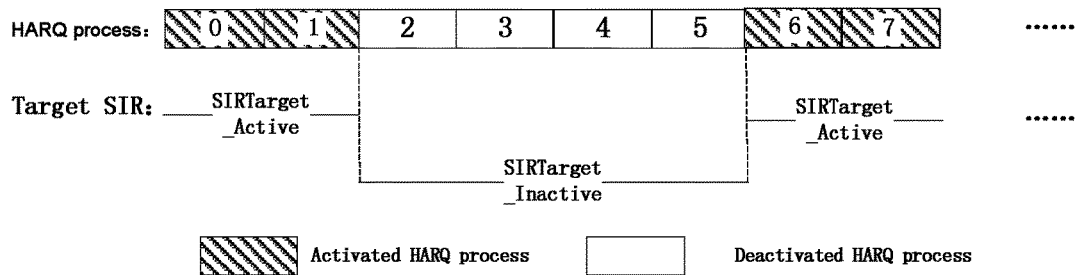 HARQ process: 0 1 2 3 4 5 6 7 ······
Target SIR: SIRTarget _Active SIRTarget _Active ······
SIRTarget _Inactive
Activated HARQ process Deactivated HARQ process